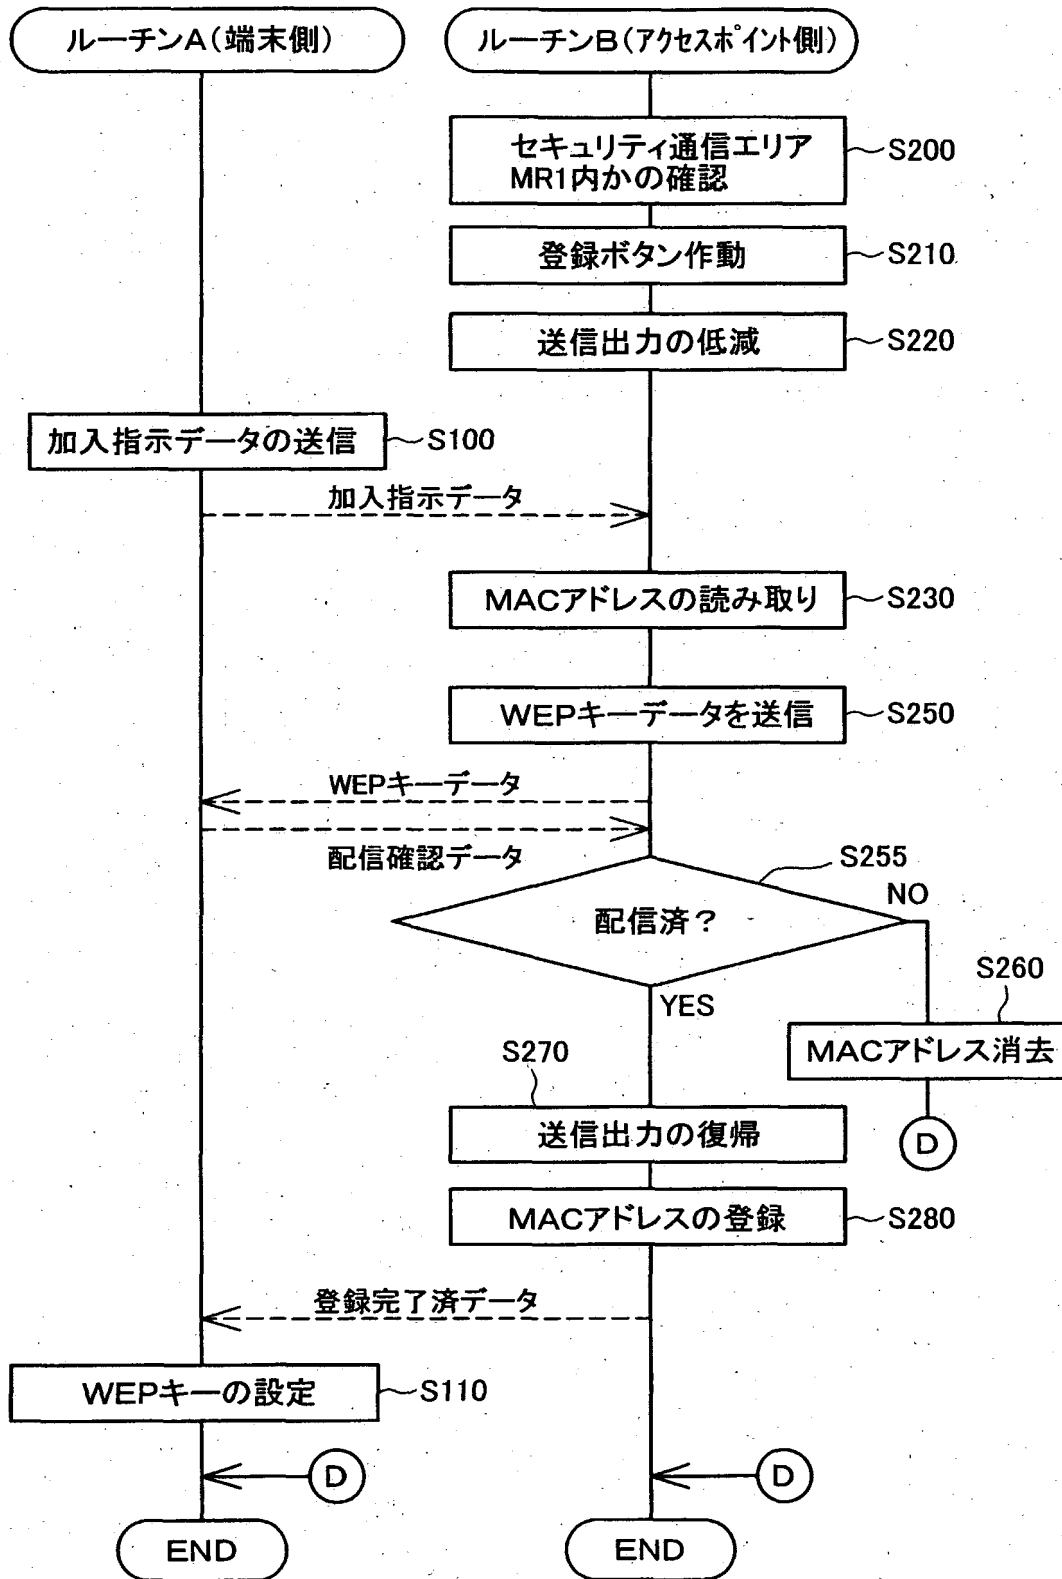 ルーチンA（端末側）
ルーチンB（アクセスポイント側）
セキュリティ通信エリア
MR1内かの確認
S200
登録ボタン作動
S210
送信出力の低減
S220
加入指示データの送信
S100
加入指示データ
MACアドレスの読み取り
S230
WEPキーデータを送信
S250
WEPキーデータ
配信確認データ
S255
配信済？
NO
YES
S260
MACアドレス消去
D
S270
送信出力の復帰
MACアドレスの登録
S280
登録完了済データ
WEPキーの設定
S110
D
D
END
END